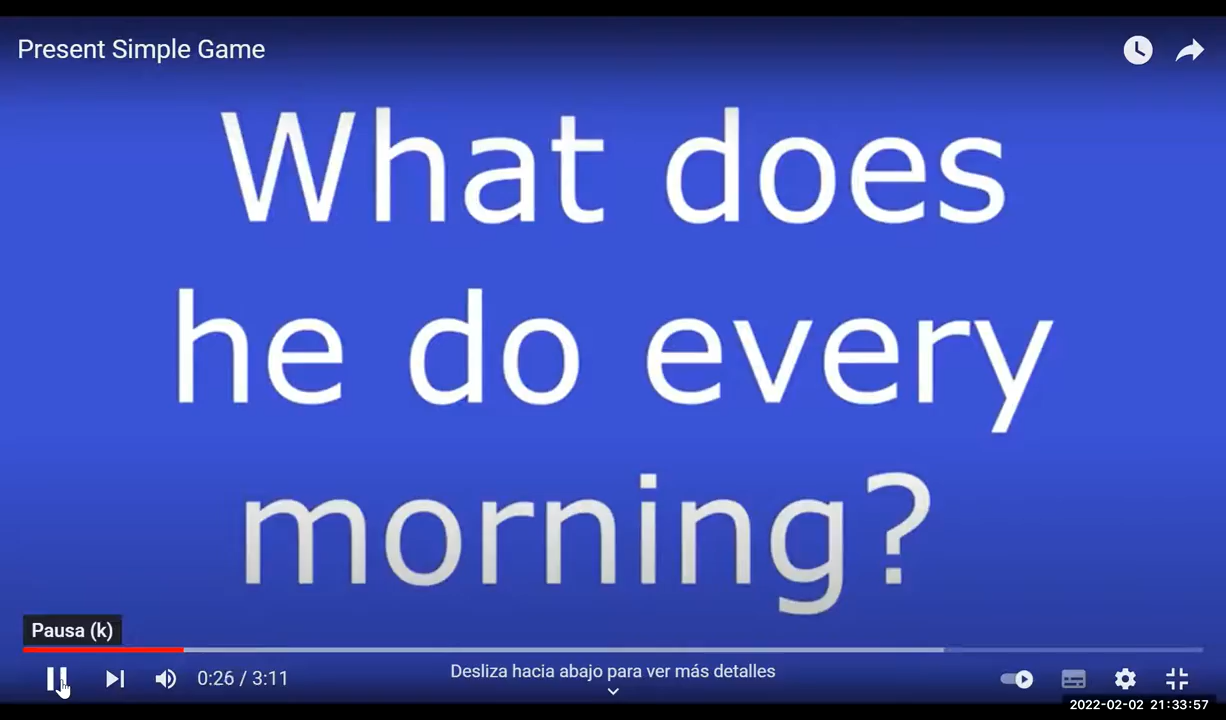 Present Simple Game
What does
he do every
morning?
Pausa (k)
0:26 / 3:11
Desliza hacia abajo para ver más detalles
2022-02-02 21:33:57